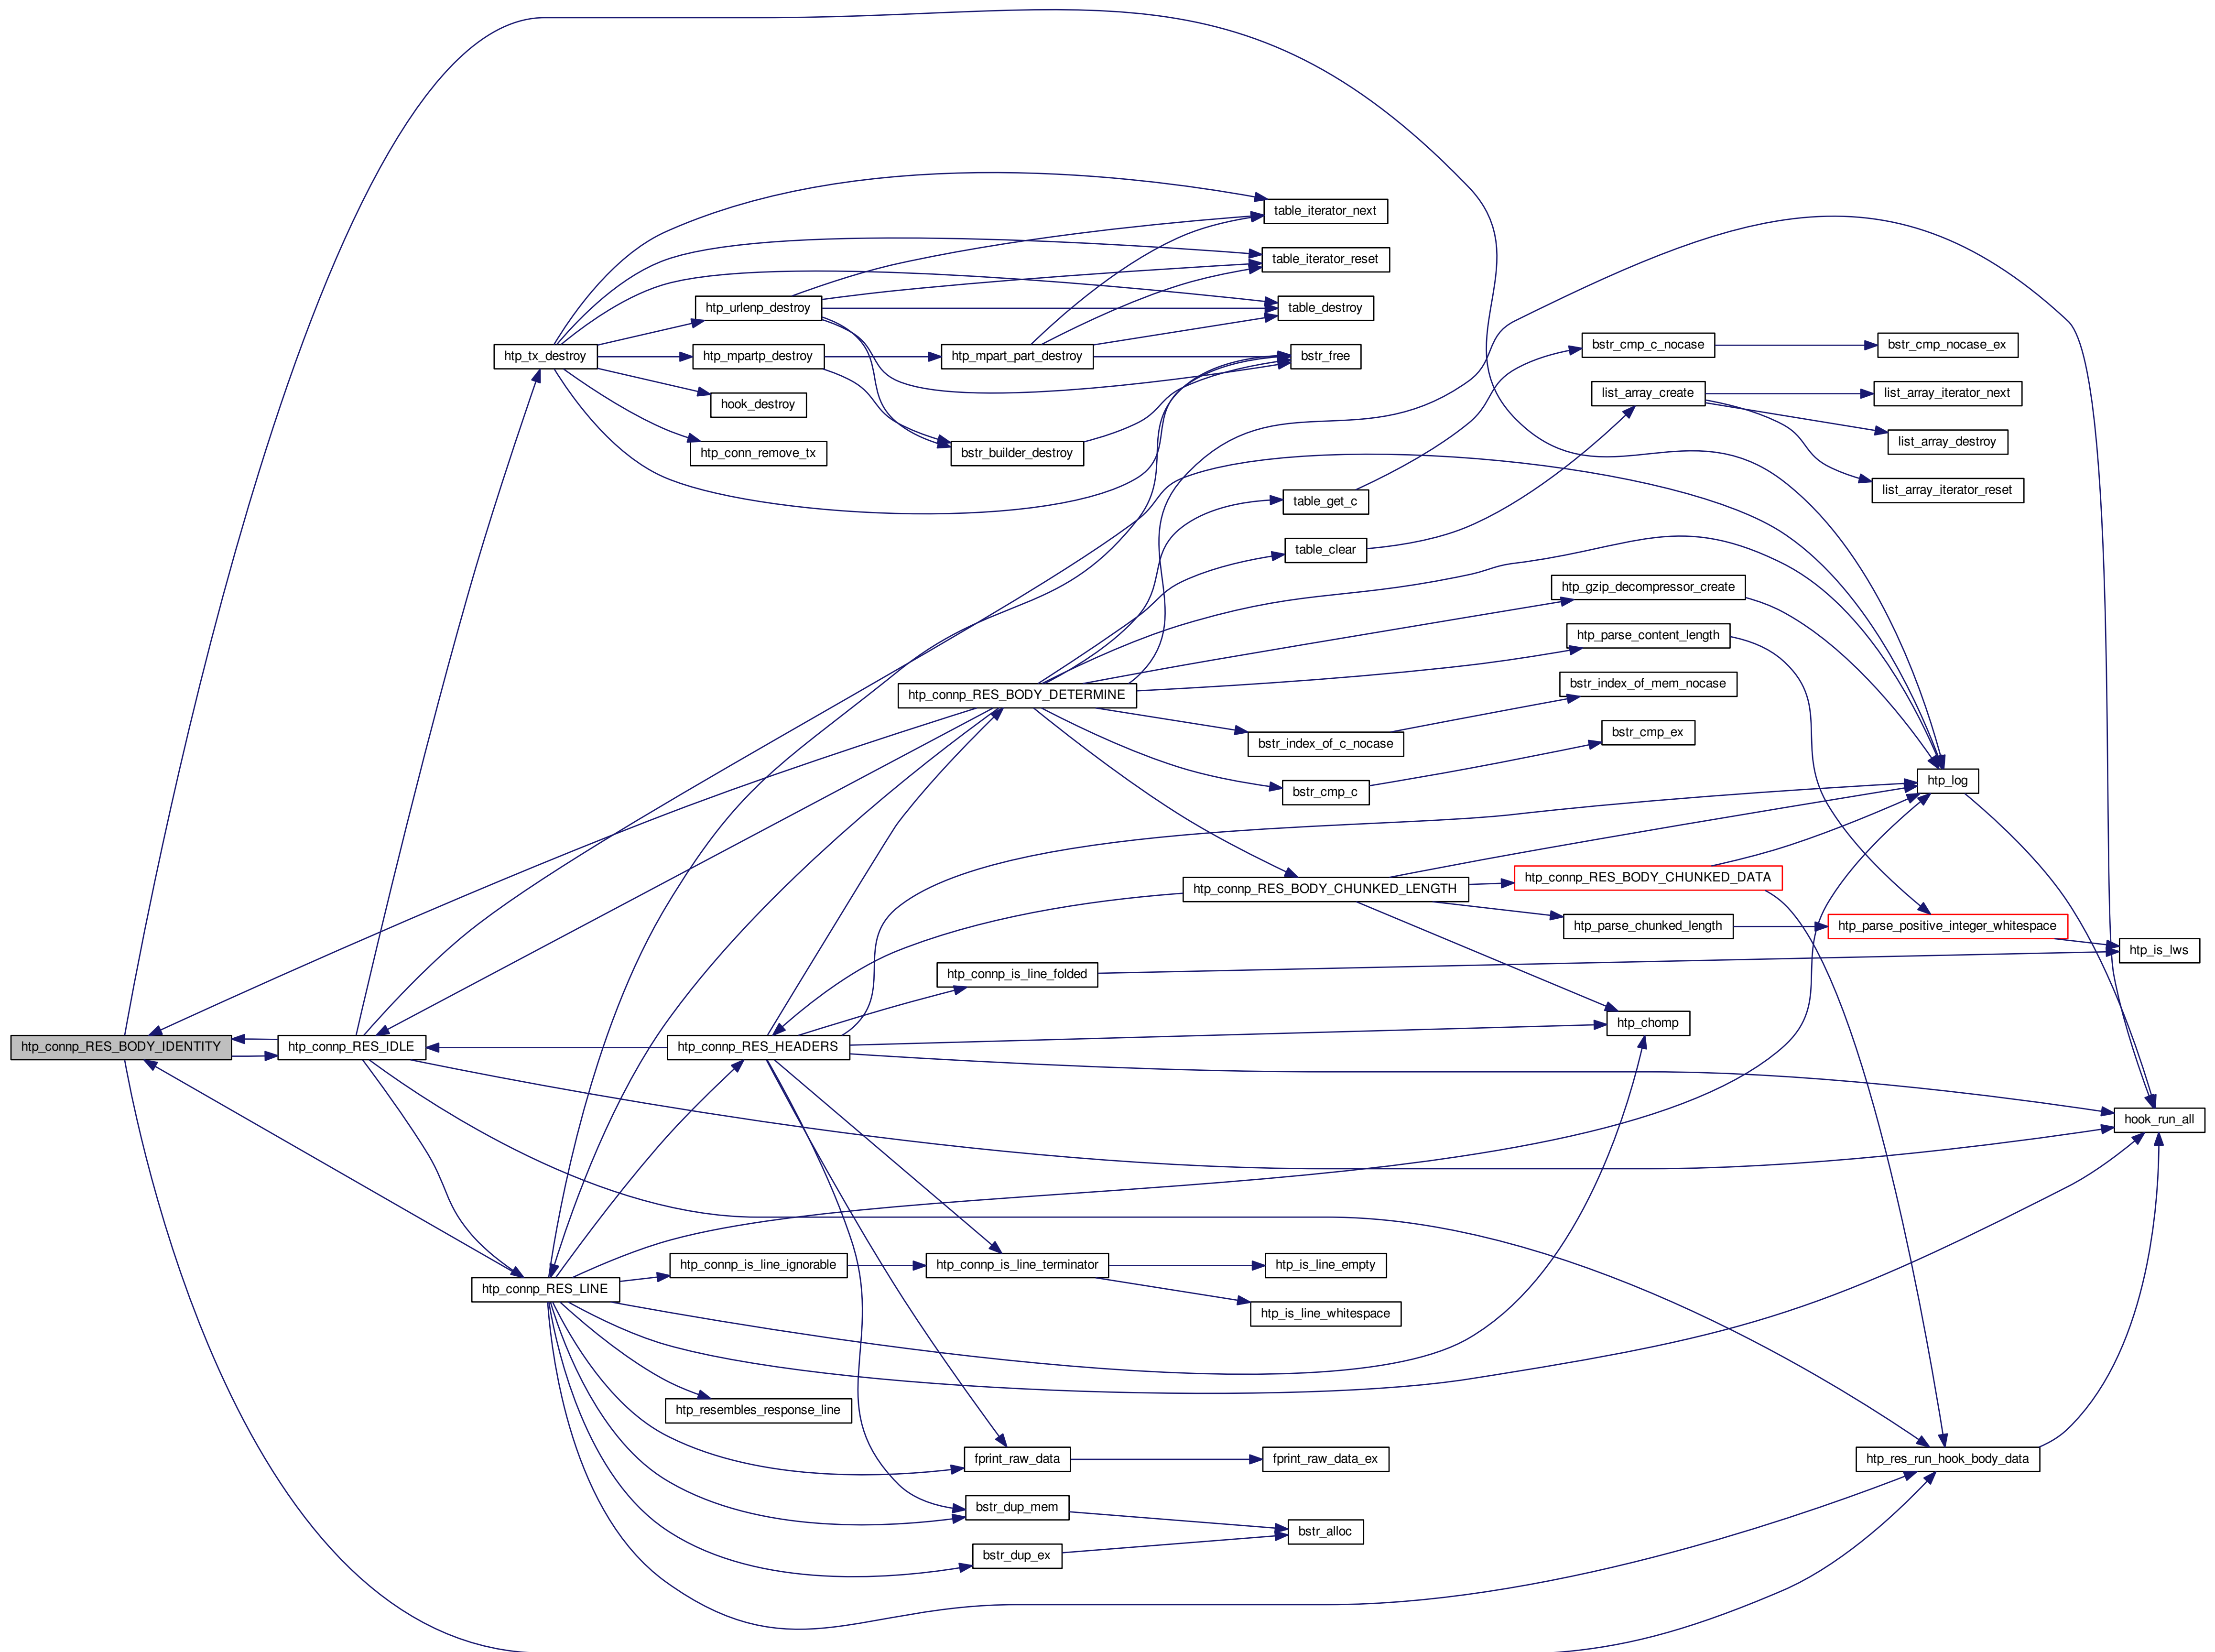 table_iterator_next
table_iterator_reset
htp_urlenp_destroy
table_destroy
htp_tx_destroy
htp_mpartp_destroy
htp_mpart_part_destroy
bstr_free
bstr_cmp_c_nocase
bstr_cmp_nocase_ex
hook_destroy
list_array_create
list_array_iterator_next
htp_conn_remove_tx
bstr_builder_destroy
list_array_destroy
table_get_c
list_array_iterator_reset
table_clear
htp_gzip_decompressor_create
htp_parse_content_length
htp_connp_RES_BODY_DETERMINE
bstr_index_of_mem_nocase
bstr_index_of_c_nocase
bstr_cmp_ex
bstr_cmp_c
htp_log
htp_connp_RES_BODY_CHUNKED_LENGTH
htp_connp_RES_BODY_CHUNKED_DATA
htp_parse_chunked_length
htp_parse_positive_integer_whitespace
htp_is_lws
htp_connp_is_line_folded
htp_chomp
htp_connp_RES_BODY_IDENTITY
htp_connp_RES_IDLE
htp_connp_RES_HEADERS
hook_run_all
htp_connp_RES_LINE
htp_connp_is_line_ignorable
htp_connp_is_line_terminator
htp_is_line_empty
htp_is_line_whitespace
htp_resembles_response_line
fprint_raw_data
fprint_raw_data_ex
htp_res_run_hook_body_data
bstr_dup_mem
bstr_alloc
bstr_dup_ex